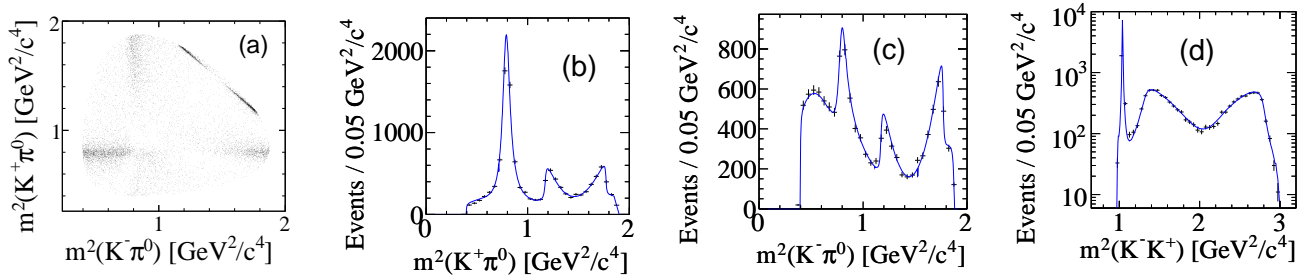 m²(K⁺π⁰) [GeV²/c⁴]
2
1
(a)
1
2
m²(K⁻π⁰) [GeV²/c⁴]
Events / 0.05 GeV²/c⁴
2000
1000
0
(b)
0
1
2
m²(K⁺π⁰) [GeV²/c⁴]
Events / 0.05 GeV²/c⁴
800
600
400
200
0
(c)
0
1
2
m²(K⁻π⁰) [GeV²/c⁴]
Events / 0.05 GeV²/c⁴
10⁴
10³
10²
10
(d)
1
2
3
m²(K⁻K⁺) [GeV²/c⁴]